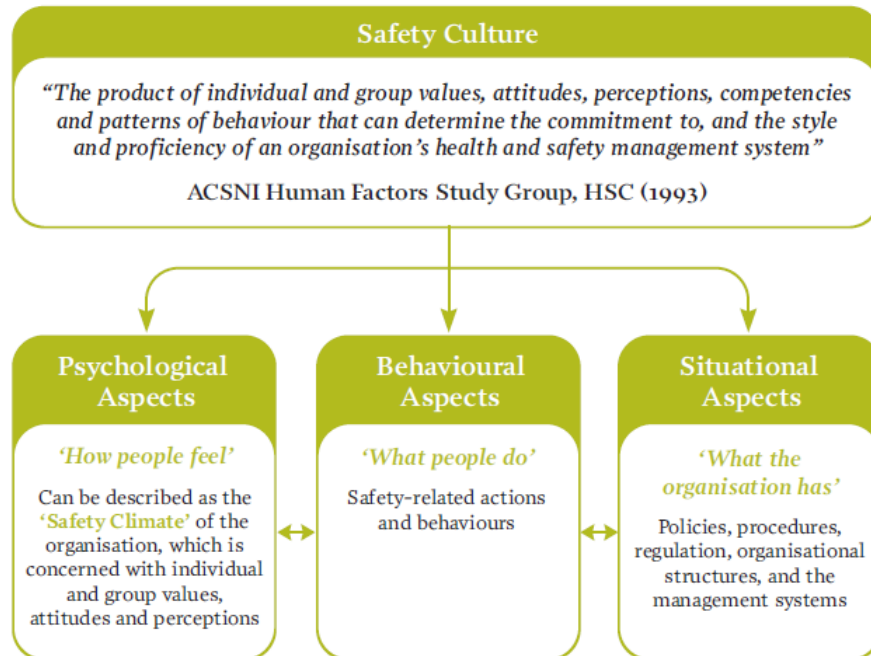 Safety Culture
“The product of individual and group values, attitudes, perceptions, competencies
and patterns of behaviour that can determine the commitment to, and the style
and proficiency of an organisation’s health and safety management system”
ACSNI Human Factors Study Group, HSC (1993)
Psychological
Aspects
‘How people feel’
Can be described as the
‘Safety Climate’ of the
organisation, which is
concerned with individual
and group values,
attitudes and perceptions
Behavioural
Aspects
‘What people do’
Safety-related actions
and behaviours
Situational
Aspects
‘What the
organisation has’
Policies, procedures,
regulation, organisational
structures, and the
management systems